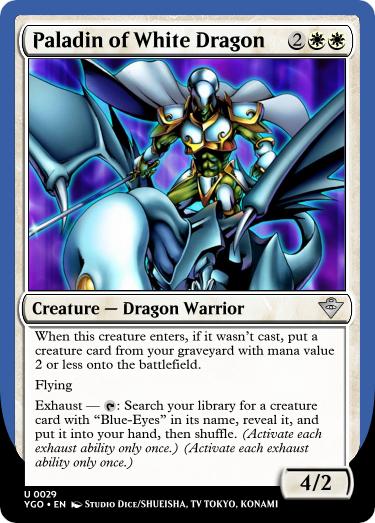 Paladin of White Dragon 2
Creature — Dragon Warrior
When this creature enters, if it wasn't cast, put a
creature card from your graveyard with mana value
2 or less onto the battlefield.
Flying
Exhaust — : Search your library for a creature
card with “Blue-Eyes” in its name, reveal it, and
put it into your hand, then shuffle. (Activate each
exhaust ability only once.) (Activate each exhaust
ability only once.)
4/2
U 0029
YGO • EN Studio Dice/SHUEISHA, TV TOKYO, KONAMI